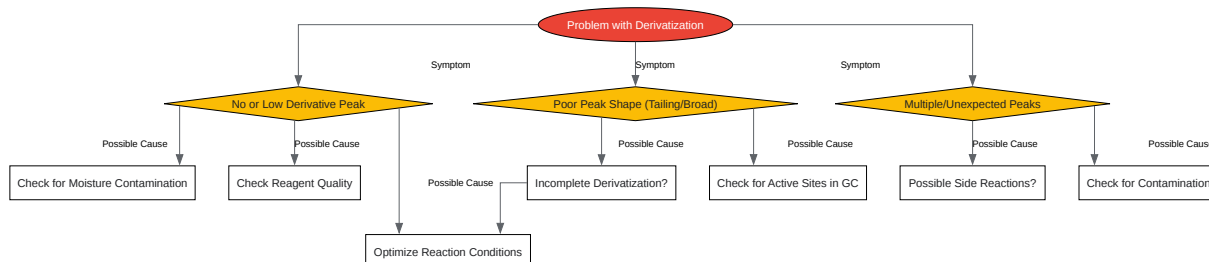 Problem with Derivatization
Symptom
Symptom
Symptom
No or Low Derivative Peak
Poor Peak Shape (Tailing/Broad)
Multiple/Unexpected Peaks
Possible Cause
Possible Cause
Possible Cause
Possible Cause
Possible Cause
Possible Cause
Check for Moisture Contamination
Check Reagent Quality
Possible Cause
Incomplete Derivatization?
Check for Active Sites in GC
Possible Side Reactions?
Check for Contamination
Optimize Reaction Conditions